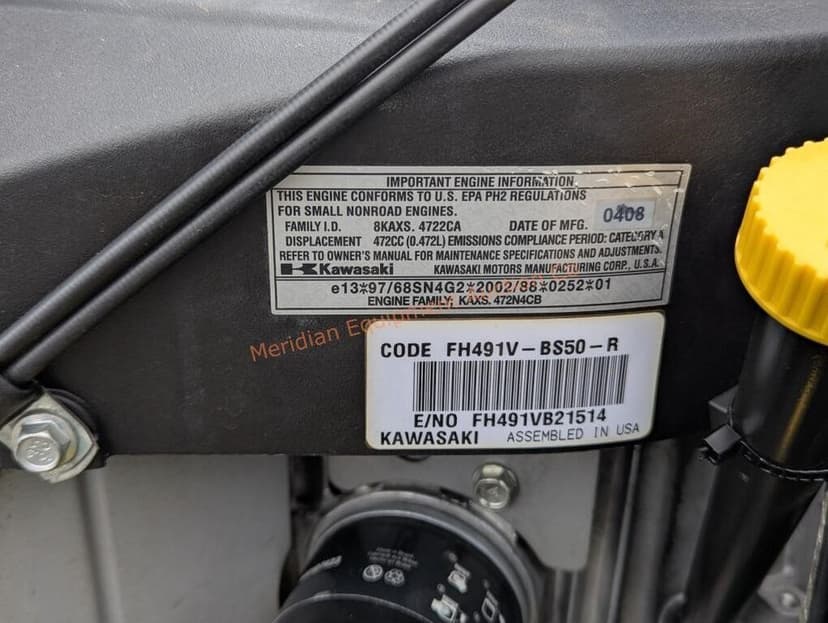 IMPORTANT ENGINE INFORMATION
THIS ENGINE CONFORMS TO U.S. EPA PH2 REGULATIONS
FOR SMALL NONROAD ENGINES.
FAMILY I.D. 8KAXS. 4722CA DATE OF MFG. 0408
DISPLACEMENT 472CC (0.472L) EMISSIONS COMPLIANCE PERIOD: CATEGORY A
REFER TO OWNER'S MANUAL FOR MAINTENANCE SPECIFICATIONS AND ADJUSTMENTS.
Kawasaki KAWASAKI MOTORS MANUFACTURING CORP., U.S.A.
e13*97/68SN4G2*2002/88*0252*01
ENGINE FAMILY: KAXS. 472N4CB
Meridian Equipment
CODE FH491V-BS50-R
E/NO FH491VB21514
KAWASAKI ASSEMBLED IN USA